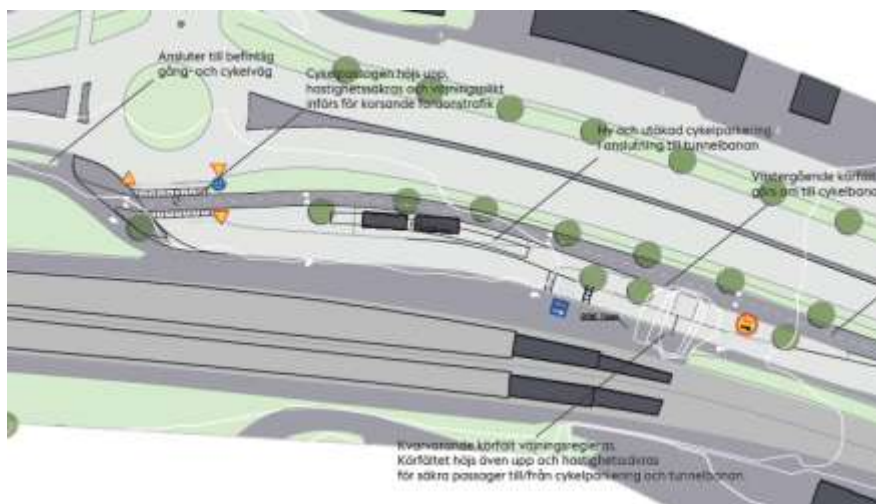 Ansluter till befintlig
gång- och cykelväg
Cykelpassagen höjs upp,
hastighetssäkras och väjningsplikt
införs för korsande fordonstrafik
Ny och utökad cykelparkering
i anslutning till tunnelbanan
Västergående körfält
görs om till cykelbana
Kvarvarande körfält väjningsregleras.
Körfältet höjs även upp och hastighetssäkras
för säkra passager till/från cykelparkering och tunnelbanan.